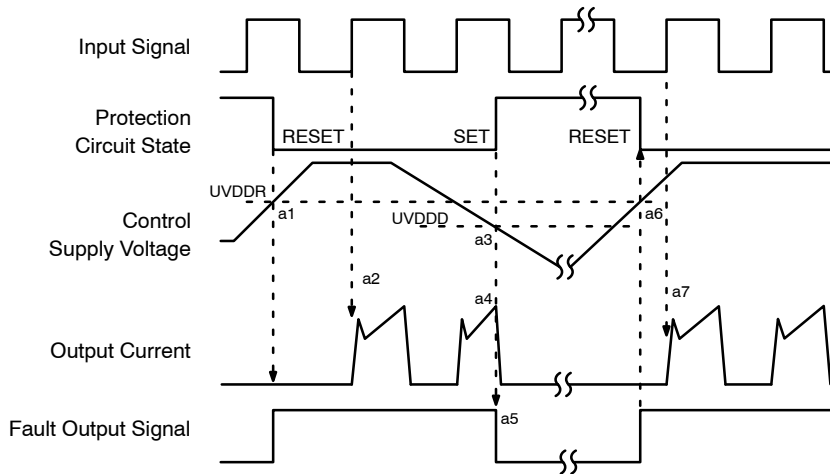 Input Signal
Protection
Circuit State
RESET
SET
RESET
UVDDR
a1
UVDDD
a3
a6
Control
Supply Voltage
a2
a4
a7
Output Current
a5
Fault Output Signal